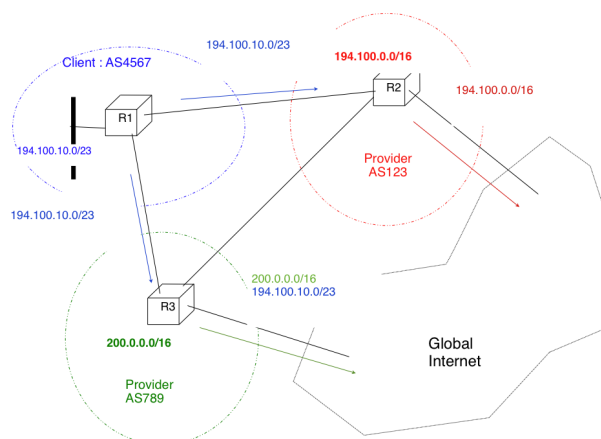 194.100.10.0/23
194.100.0.0/16
Client : AS4567
R2
194.100.0.0/16
R1
194.100.10.0/23
Provider
AS123
194.100.10.0/23
200.0.0.0/16
194.100.10.0/23
R3
200.0.0.0/16
Global
Internet
Provider
AS789